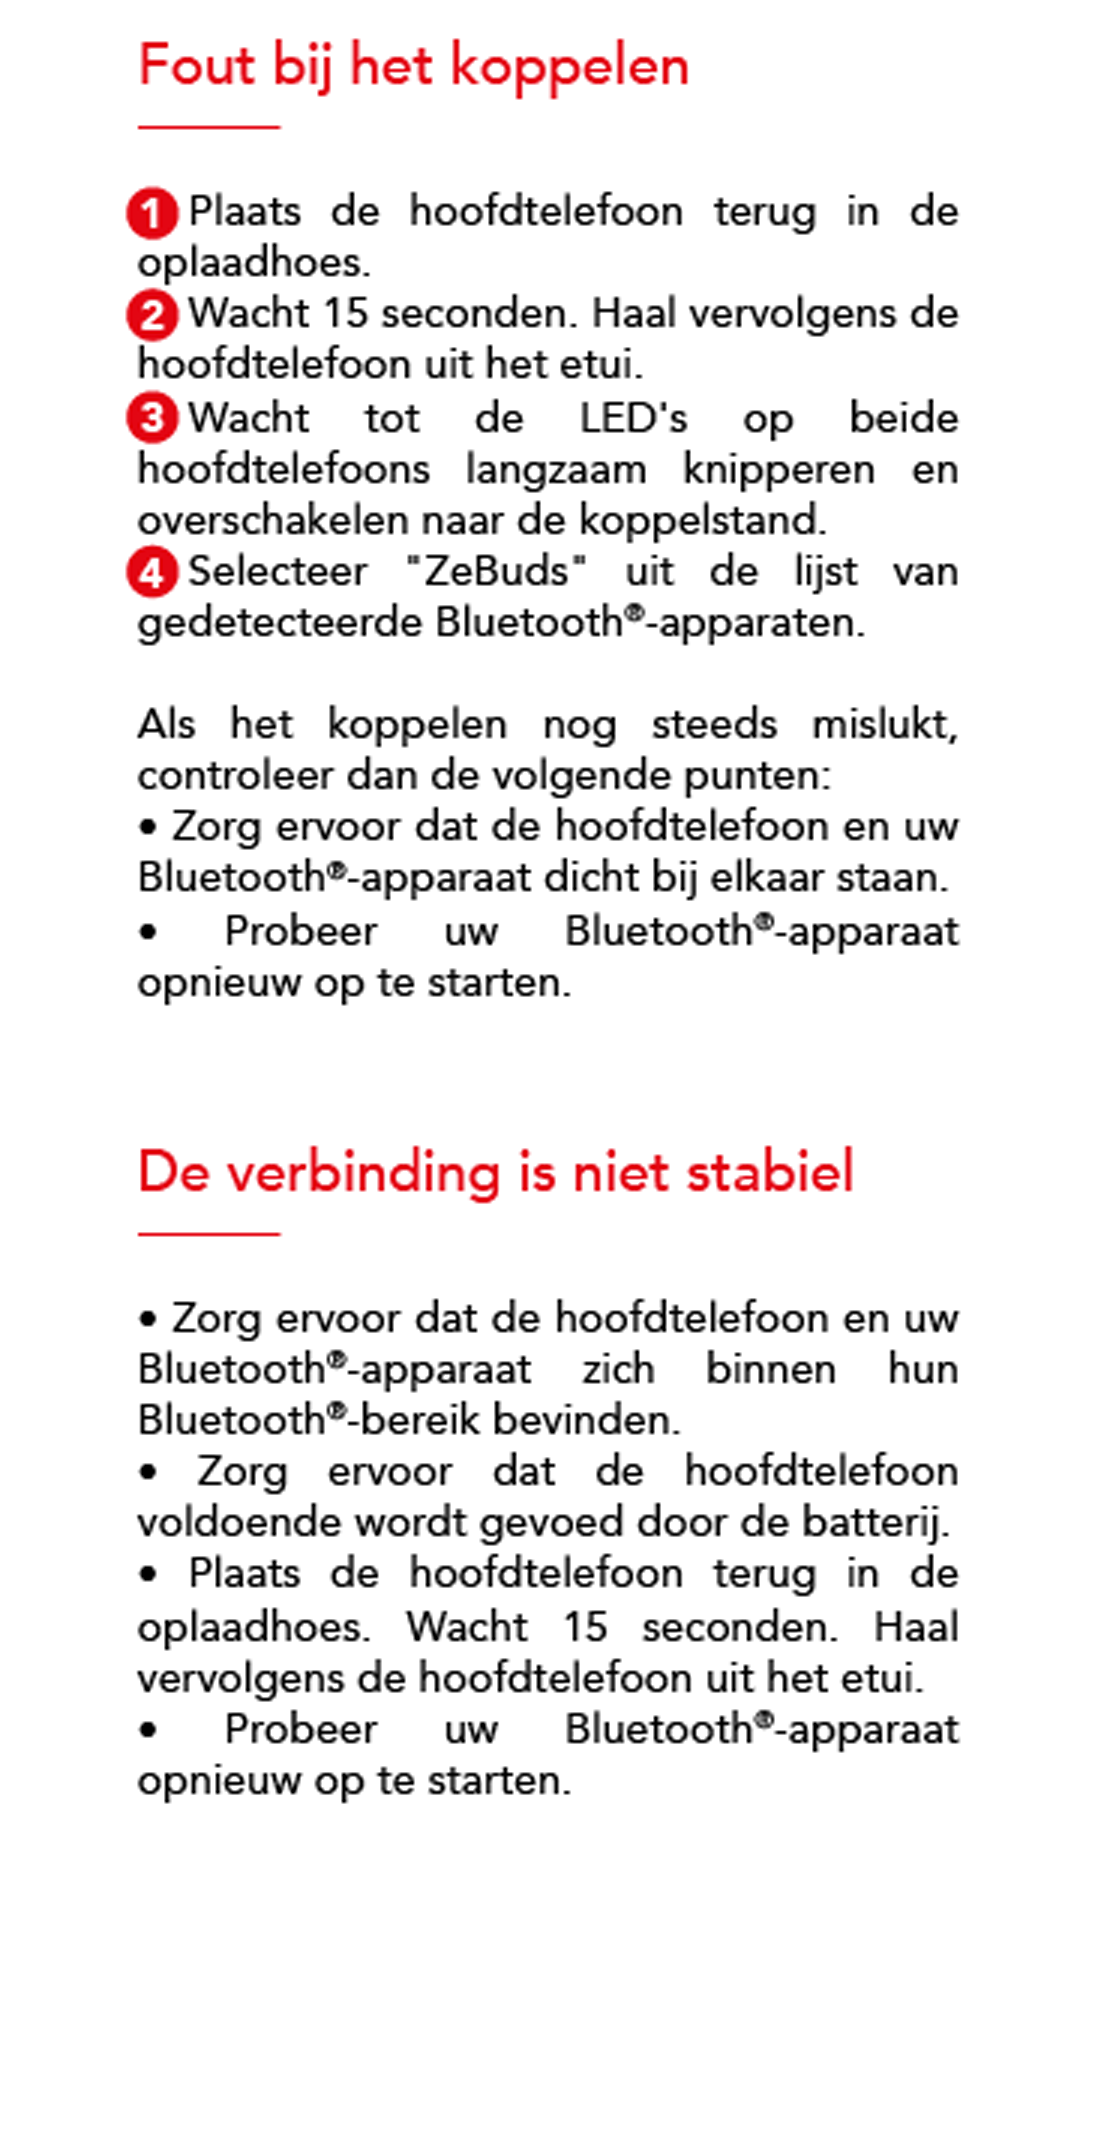 Fout bij het koppelen
1 Plaats de hoofdtelefoon terug in de
oplaadhoes.
2 Wacht 15 seconden. Haal vervolgens de
hoofdtelefoon uit het etui.
3 Wacht tot de LED's op beide
hoofdtelefoons langzaam knipperen en
overschakelen naar de koppelstand.
4 Selecteer "ZeBuds" uit de lijst van
gedetecteerde Bluetooth®-apparaten.
Als het koppelen nog steeds mislukt,
controleer dan de volgende punten:
• Zorg ervoor dat de hoofdtelefoon en uw
Bluetooth®-apparaat dicht bij elkaar staan.
• Probeer uw Bluetooth®-apparaat
opnieuw op te starten.
De verbinding is niet stabiel
• Zorg ervoor dat de hoofdtelefoon en uw
Bluetooth®-apparaat zich binnen hun
Bluetooth®-bereik bevinden.
• Zorg ervoor dat de hoofdtelefoon
voldoende wordt gevoed door de batterij.
• Plaats de hoofdtelefoon terug in de
oplaadhoes. Wacht 15 seconden. Haal
vervolgens de hoofdtelefoon uit het etui.
• Probeer uw Bluetooth®-apparaat
opnieuw op te starten.